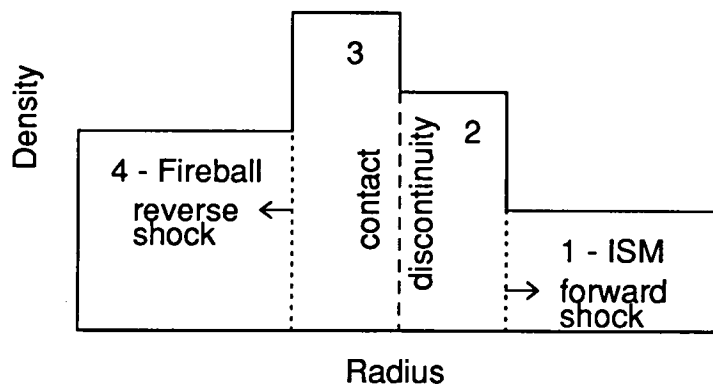 Density
3
2
4 - Fireball
reverse
shock
contact
discontinuity
1 - ISM
forward
shock
Radius